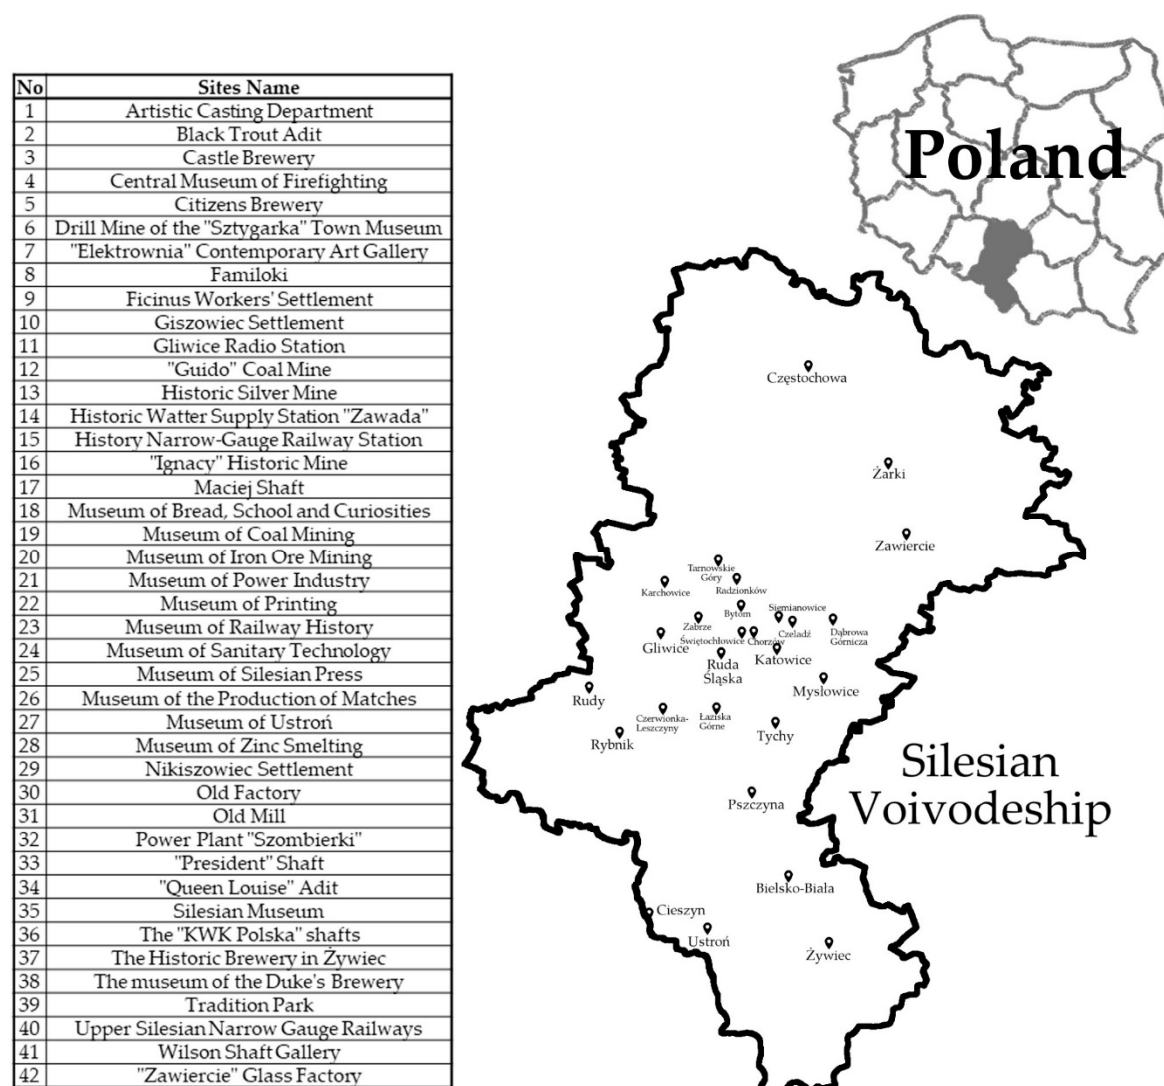 No Sites Name
1 Artistic Casting Department
2 Black Trout Adit
3 Castle Brewery
4 Central Museum of Firefighting
5 Citizens Brewery
6 Drill Mine of the "Sztygarka" Town Museum
7 "Elektrownia" Contemporary Art Gallery
8 Familoki
9 Ficinus Workers' Settlement
10 Giszowiec Settlement
11 Gliwice Radio Station
12 "Guido" Coal Mine
13 Historic Silver Mine
14 Historic Watter Supply Station "Zawada"
15 History Narrow-Gauge Railway Station
16 "Ignacy" Historic Mine
17 Maciej Shaft
18 Museum of Bread, School and Curiosities
19 Museum of Coal Mining
20 Museum of Iron Ore Mining
21 Museum of Power Industry
22 Museum of Printing
23 Museum of Railway History
24 Museum of Sanitary Technology
25 Museum of Silesian Press
26 Museum of the Production of Matches
27 Museum of Ustroń
28 Museum of Zinc Smelting
29 Nikiszowiec Settlement
30 Old Factory
31 Old Mill
32 Power Plant "Szombierki"
33 "President" Shaft
34 "Queen Louise" Adit
35 Silesian Museum
36 The "KWK Polska" shafts
37 The Historic Brewery in Żywiec
38 The museum of the Duke's Brewery
39 Tradition Park
40 Upper Silesian Narrow Gauge Railways
41 Wilson Shaft Gallery
42 "Zawiercie" Glass Factory
Poland
Częstochowa
Żarki
Zawiercie
Tarnowskie
Góry
Radzionków
Karchowice
Bytom
Siemianowice
Zabrze
Czeladź
Dąbrowa
Górnicza
Gliwice
Świętochłowice
Chorzów
Katowice
Ruda
Śląska
Mysłowice
Rudy
Czerwionka-
Leszczyny
Łaziska
Górne
Rybnik
Tychy
Silesian
Voivodeship
Pszczyna
Bielsko-Biała
Cieszyn
Ustroń
Żywiec